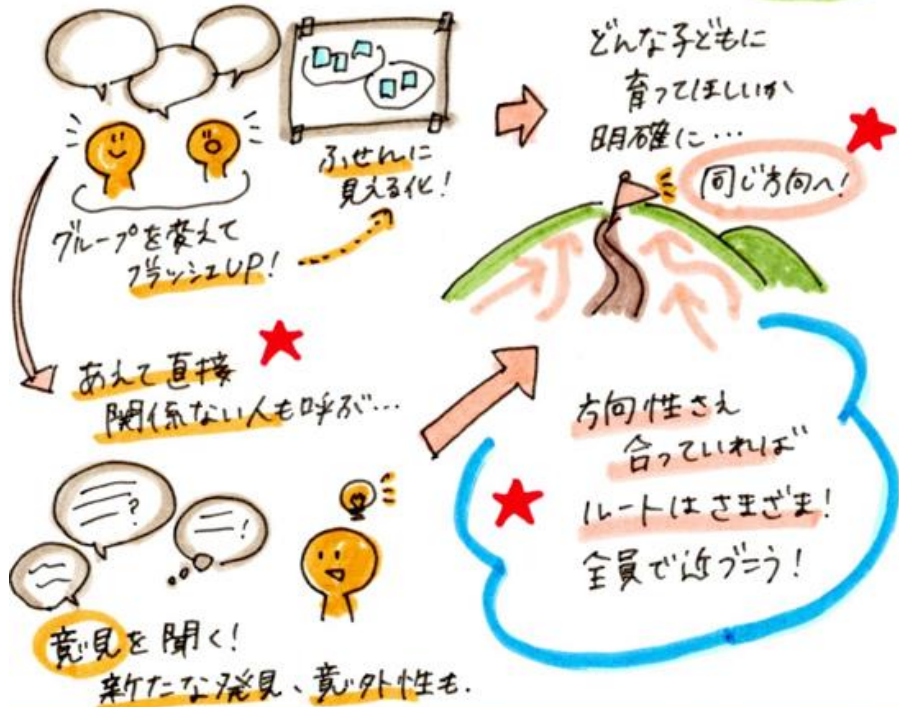 グループを変えて
ブラッシュUP!
ふせんに
見える化!
どんな子どもに
育ってほしいか
明確に…
同じ方向へ!
あえて直接
関係ない人も呼ぶ…
?
!
意見を聞く!
新たな発見、意外性も.
方向性さえ
合っていれば
ルートはさまざま!
全員で近づこう!